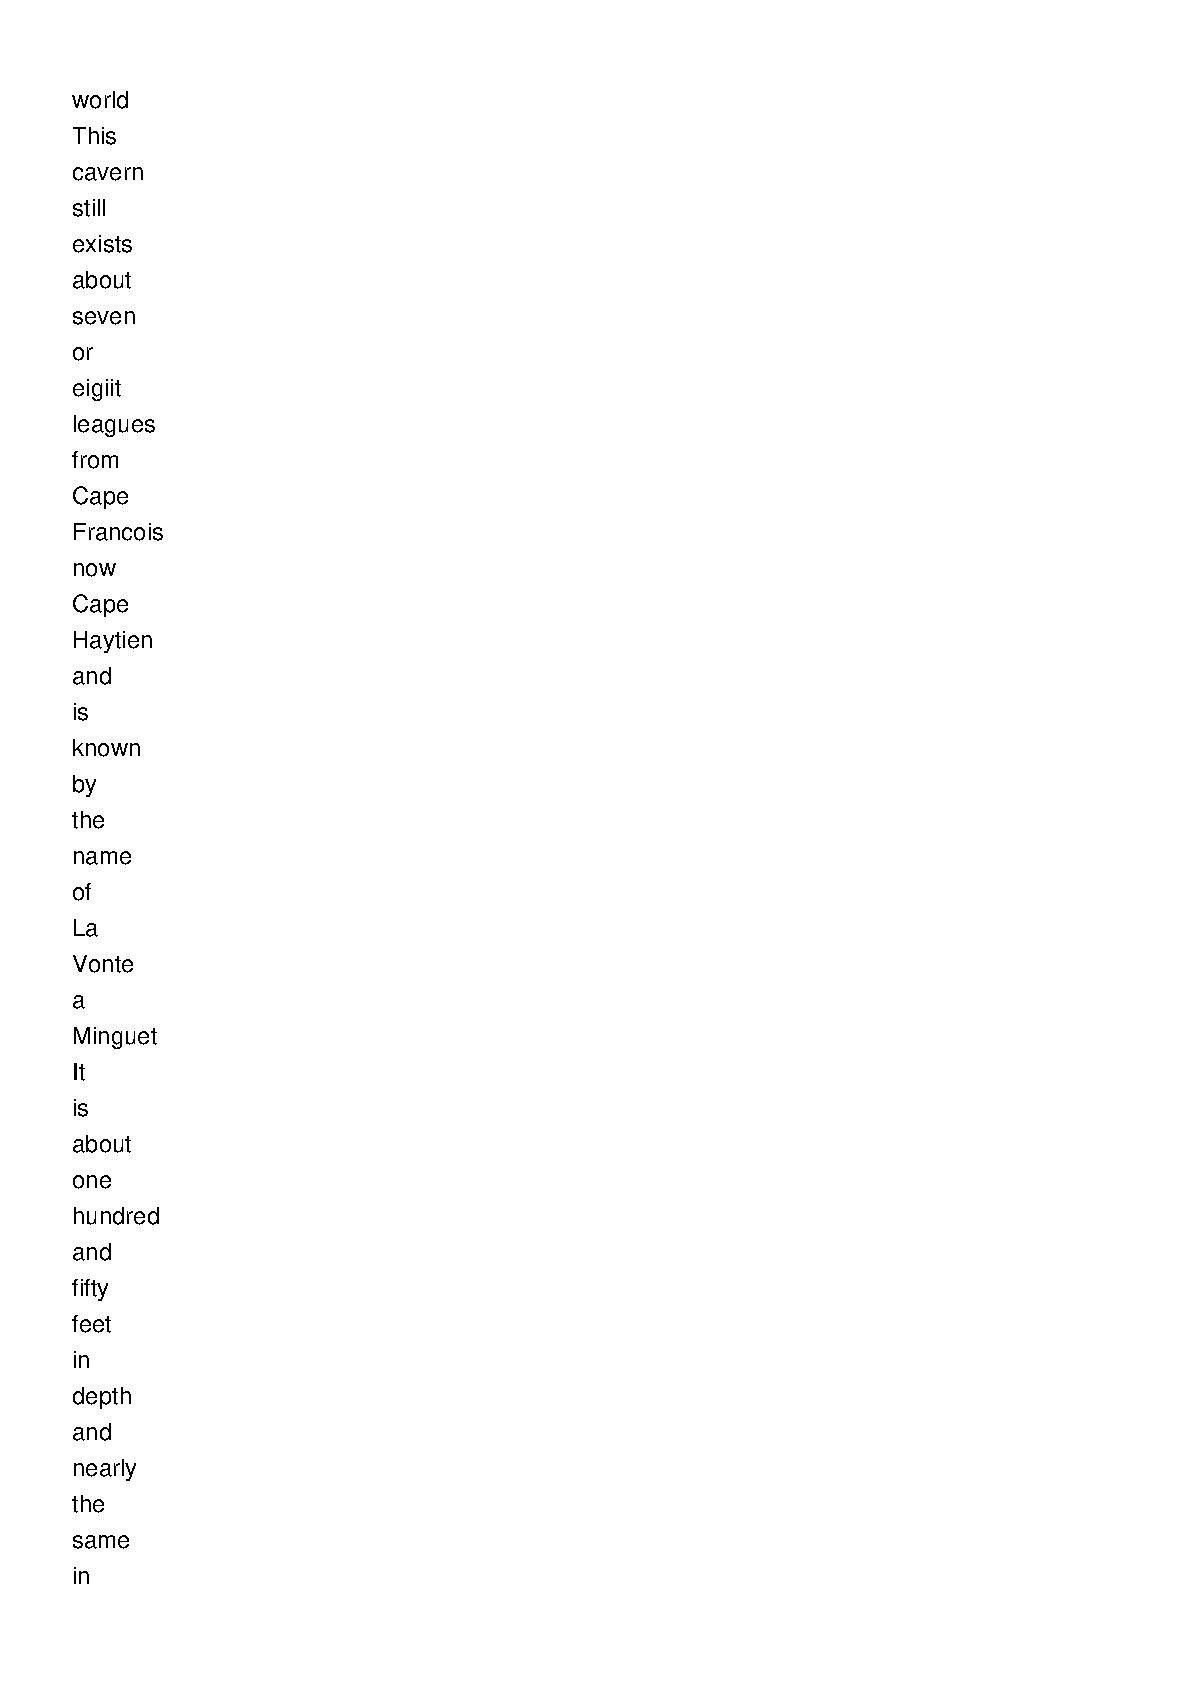 world
This
cavern
still
exists
about
seven
or
eigiit
leagues
from
Cape
Francois
now
Cape
Haytien
and
is
known
by
the
name
of
La
Vonte
a
Minguet
It
is
about
one
hundred
and
fifty
feet
in
depth
and
nearly
the
same
in